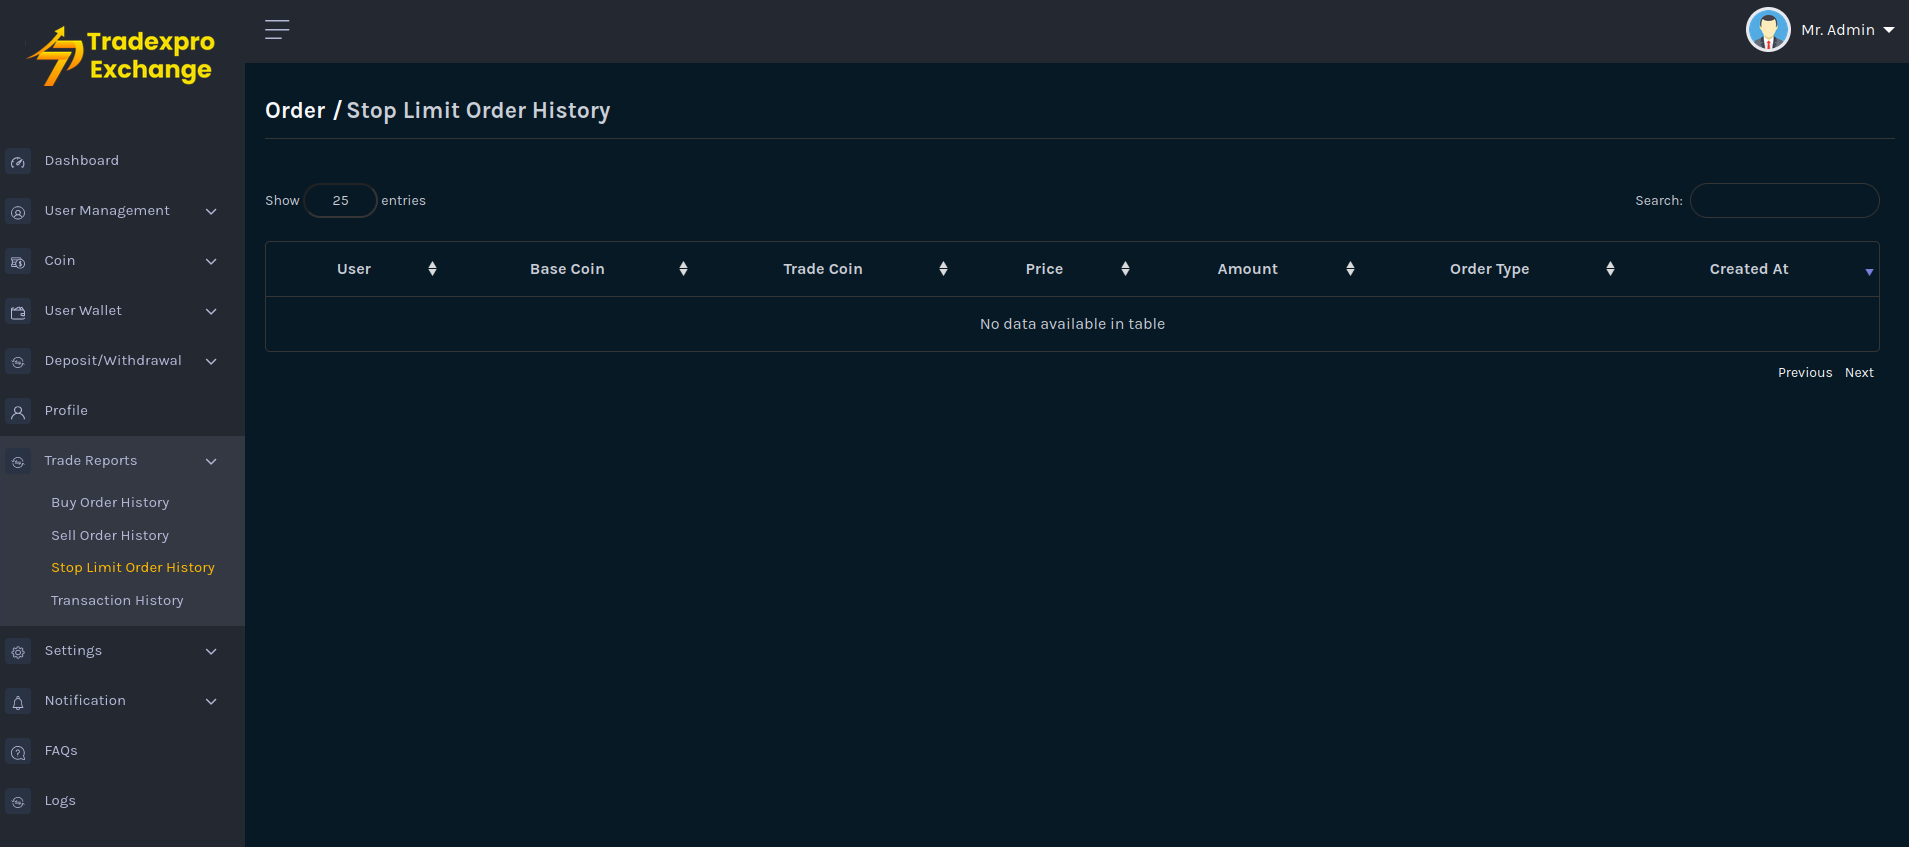 Tradexpro
Exchange
Mr. Admin
Dashboard
User Management
Coin
User Wallet
Deposit/Withdrawal
Profile
Trade Reports
Buy Order History
Sell Order History
Stop Limit Order History
Transaction History
Settings
Notification
FAQs
Logs
Order / Stop Limit Order History
Show 25 entries
Search:
User Base Coin Trade Coin Price Amount Order Type Created At
No data available in table
Previous Next